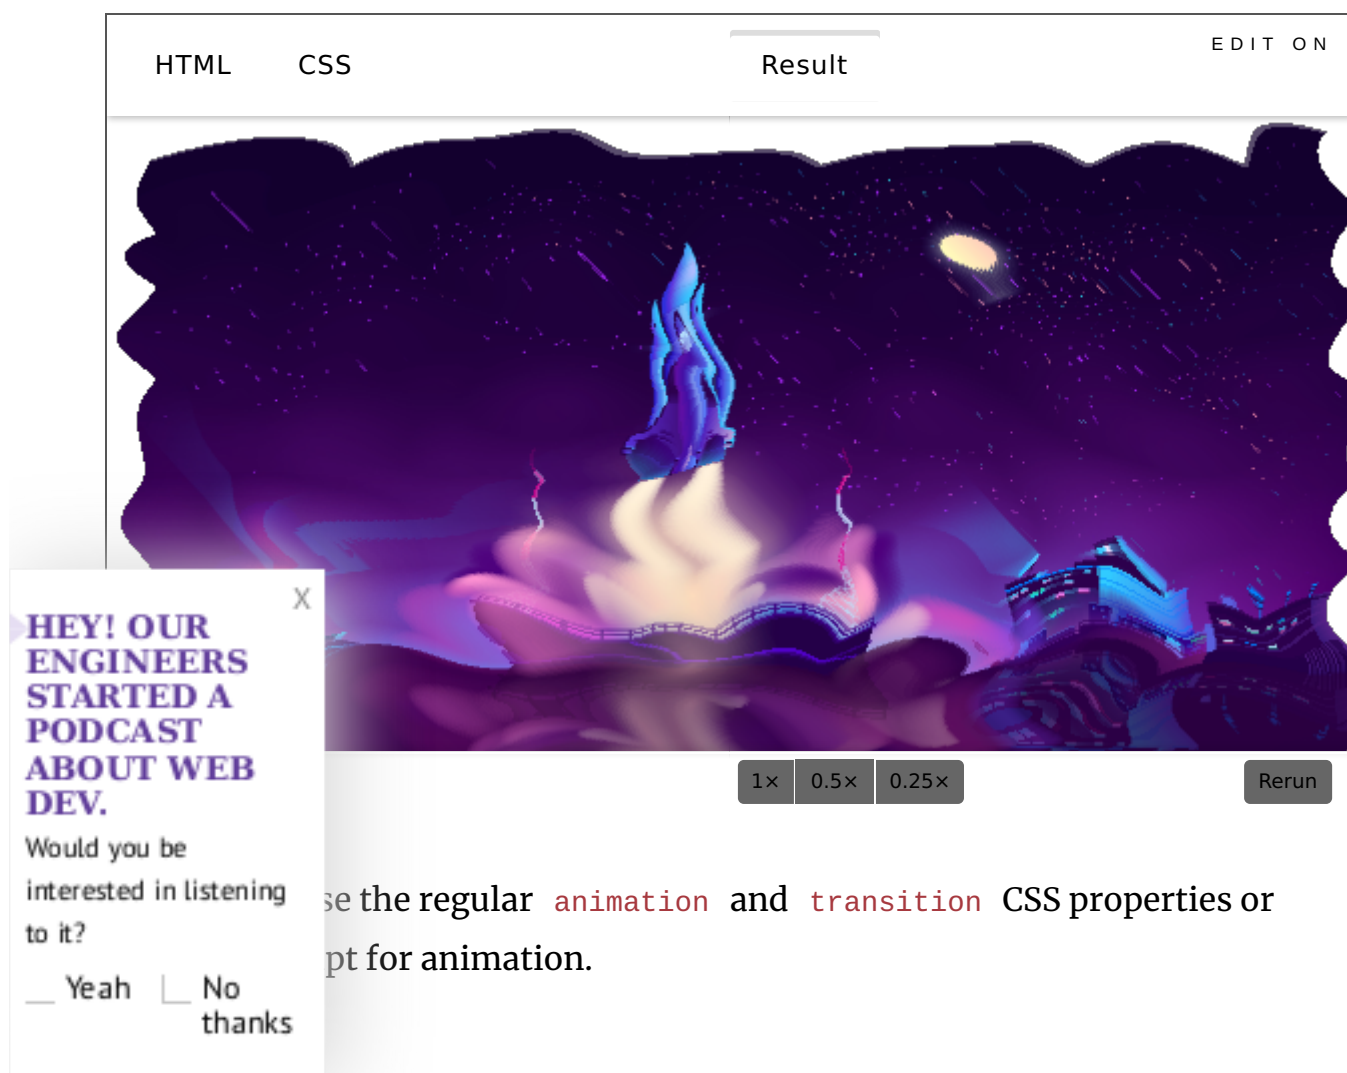 HTML CSS Result EDIT ON
X
HEY! OUR
ENGINEERS
STARTED A
PODCAST
ABOUT WEB
DEV.
Would you be
interested in listening
to it?
Yeah No
thanks
1× 0.5× 0.25× Rerun
the regular animation and transition CSS properties or
for animation.